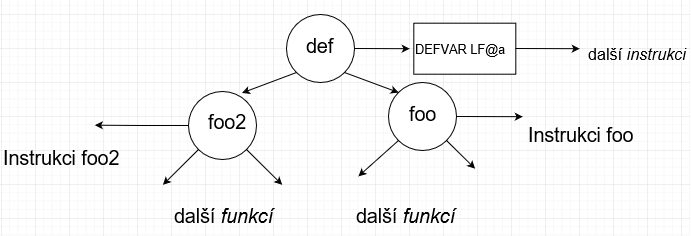 def
DEFVAR LF@a
další instrukci
foo2
foo
Instrukci foo2
Instrukci foo
další funkcí
další funkcí